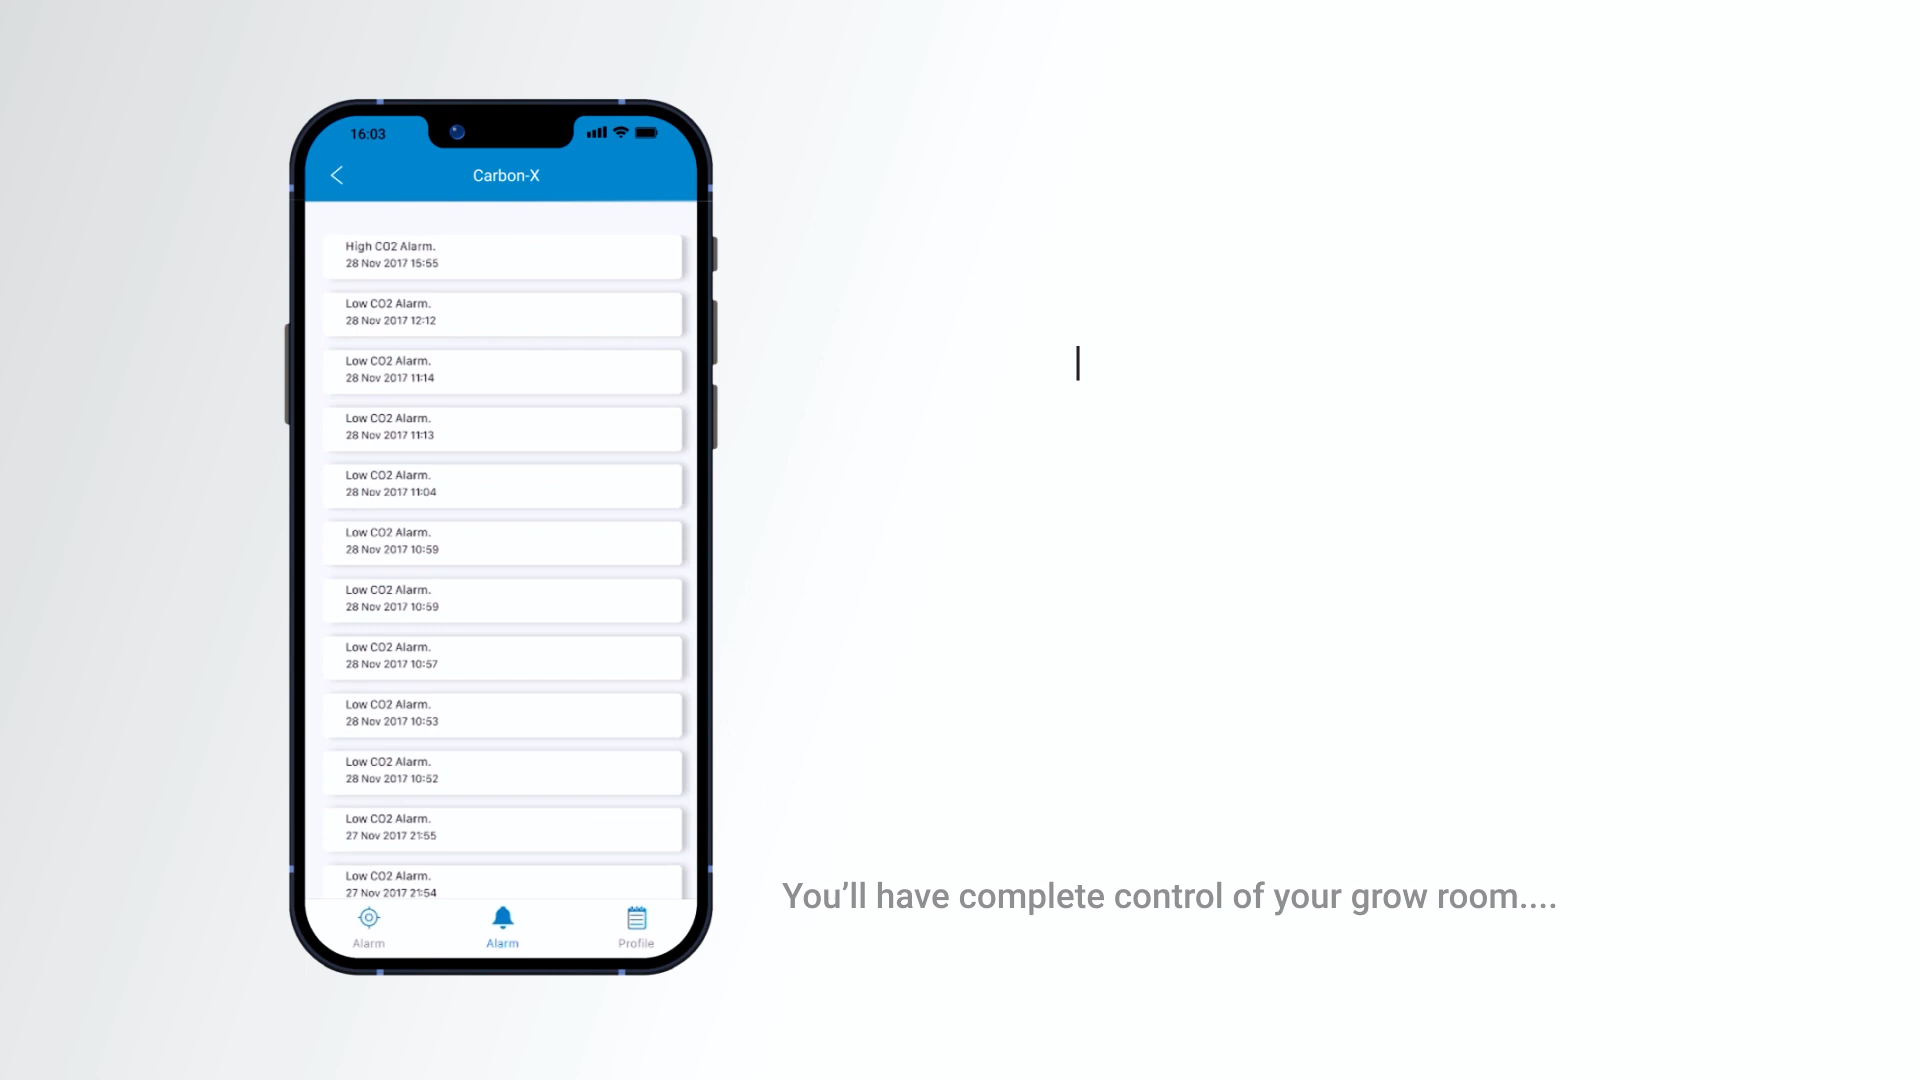 16:03
Carbon-X
High CO2 Alarm.
28 Nov 2017 15:55
Low CO2 Alarm.
28 Nov 2017 12:12
Low CO2 Alarm.
28 Nov 2017 11:14
Low CO2 Alarm.
28 Nov 2017 11:13
Low CO2 Alarm.
28 Nov 2017 11:04
Low CO2 Alarm.
28 Nov 2017 10:59
Low CO2 Alarm.
28 Nov 2017 10:59
Low CO2 Alarm.
28 Nov 2017 10:57
Low CO2 Alarm.
28 Nov 2017 10:53
Low CO2 Alarm.
28 Nov 2017 10:52
Low CO2 Alarm.
27 Nov 2017 21:55
Low CO2 Alarm.
27 Nov 2017 21:54
Alarm Alarm Profile
You’ll have complete control of your grow room....